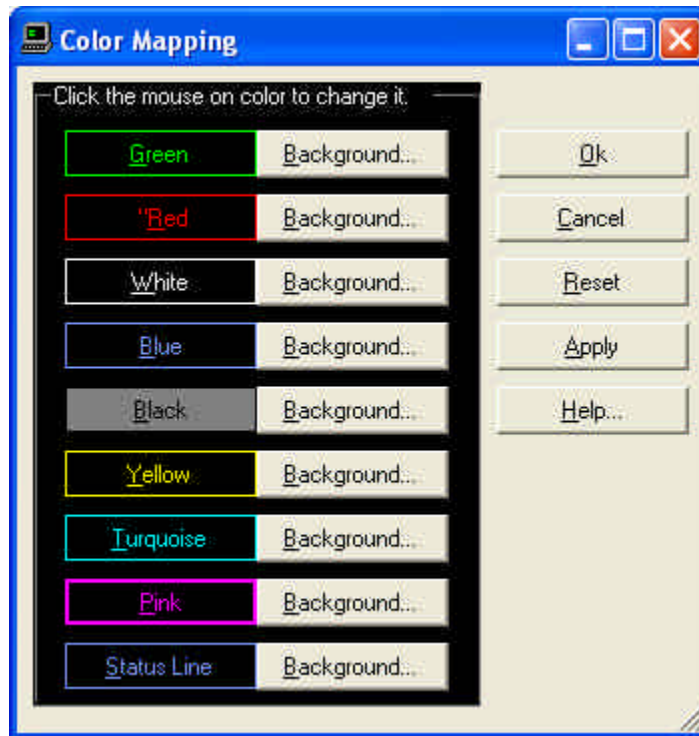 Color Mapping
Click the mouse on color to change it.
Green Background... Ok
"Red Background... Cancel
White Background... Reset
Blue Background... Apply
Black Background... Help...
Yellow Background...
Turquoise Background...
Pink Background...
Status Line Background...